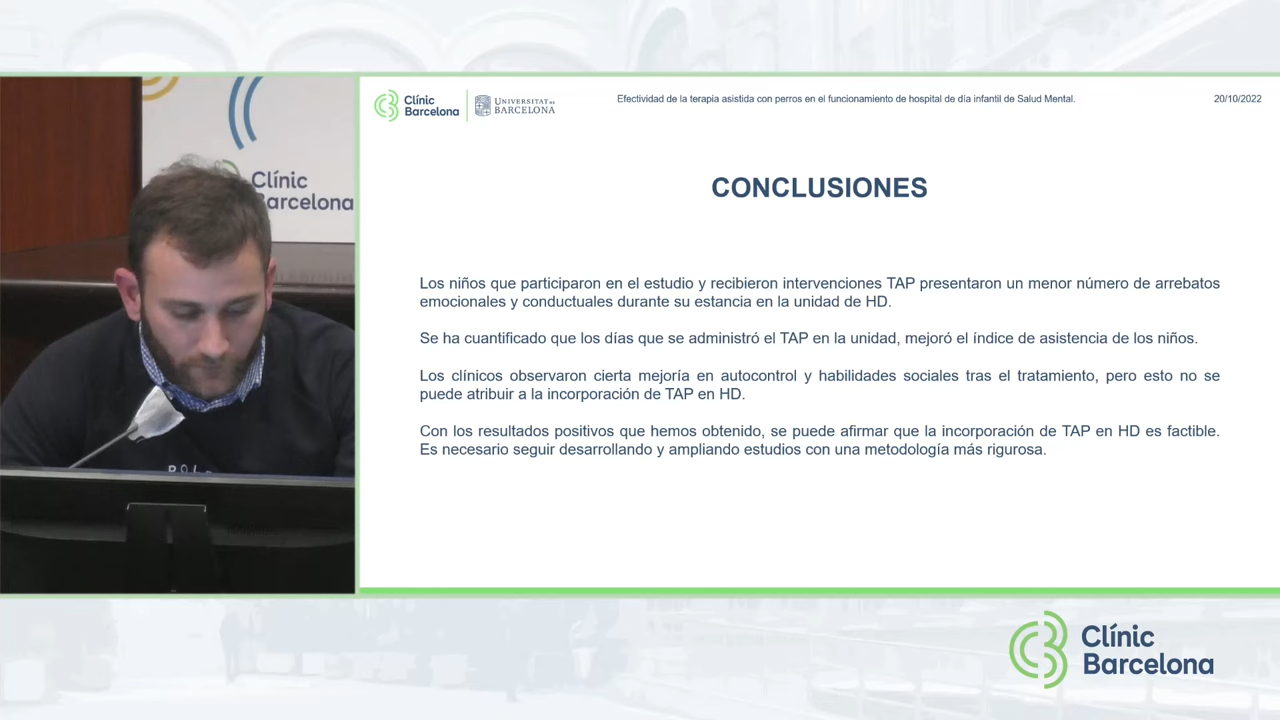 Clínic
Barcelona
Clínic
Barcelona
UNIVERSITAT DE
BARCELONA
Efectividad de la terapia asistida con perros en el funcionamiento de hospital de día infantil de Salud Mental.
20/10/2022
CONCLUSIONES
Los niños que participaron en el estudio y recibieron intervenciones TAP presentaron un menor número de arrebatos
emocionales y conductuales durante su estancia en la unidad de HD.
Se ha cuantificado que los días que se administró el TAP en la unidad, mejoró el índice de asistencia de los niños.
Los clínicos observaron cierta mejoría en autocontrol y habilidades sociales tras el tratamiento, pero esto no se
puede atribuir a la incorporación de TAP en HD.
Con los resultados positivos que hemos obtenido, se puede afirmar que la incorporación de TAP en HD es factible.
Es necesario seguir desarrollando y ampliando estudios con una metodología más rigurosa.
Clínic
Barcelona